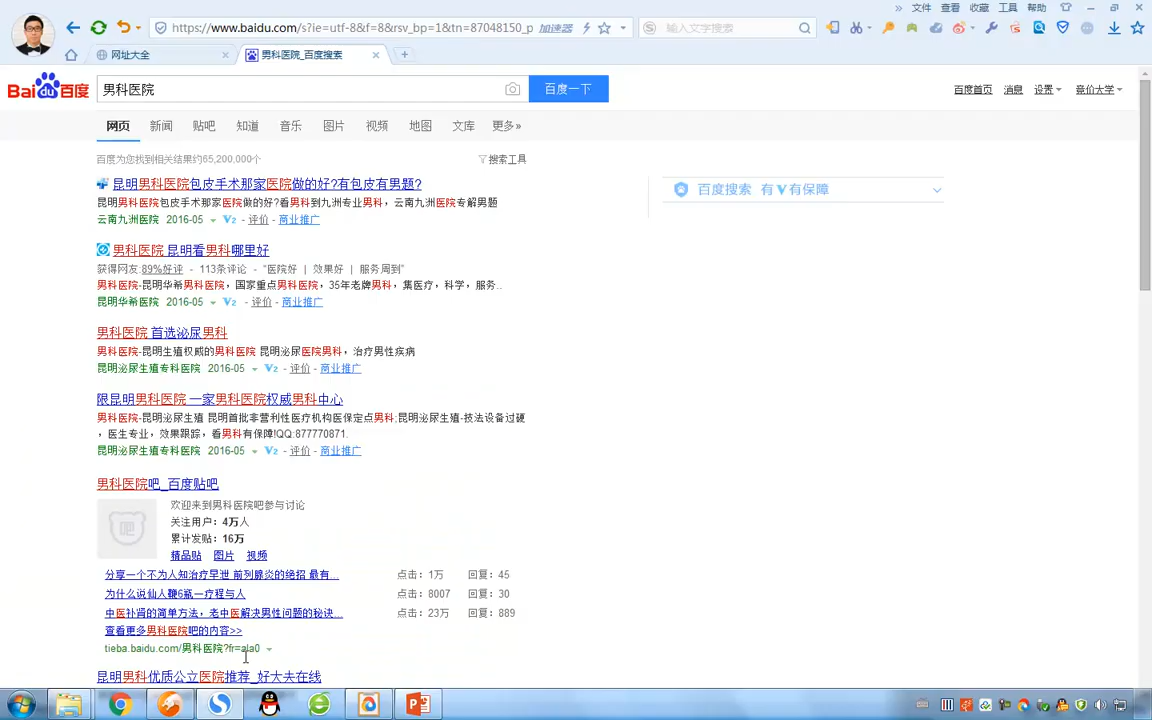 文件 查看 收藏 工具 帮助
https://www.baidu.com/s?ie=utf-8&f=8&rsv_bp=1&tn=87048150_p 加速器
输入文字搜索
网址大全
男科医院_百度搜索
Bai du 百度
男科医院
百度一下
百度首页 消息 设置 竞价大学
网页 新闻 贴吧 知道 音乐 图片 视频 地图 文库 更多»
百度为您找到相关结果约65,200,000个
搜索工具
昆明男科医院包皮手术那家医院做的好?有包皮有男题?
昆明男科医院包皮手术那家医院做的好?看男科到九洲专业男科，云南九洲医院专解男题
云南九洲医院 2016-05 V2 - 评价 - 商业推广
百度搜索 有V有保障
男科医院 昆明看男科哪里好
获得网友 89%好评 - 113条评论 - "医院好 | 效果好 | 服务周到"
男科医院-昆明华希男科医院，国家重点男科医院，35年老牌男科，集医疗，科学，服务..
昆明华希医院 2016-05 V2 - 评价 - 商业推广
男科医院 首选泌尿男科
男科医院-昆明生殖权威的男科医院 昆明泌尿医院男科，治疗男性疾病
昆明泌尿生殖专科医院 2016-05 V2 - 评价 - 商业推广
限昆明男科医院 一家男科医院权威男科中心
男科医院-昆明泌尿生殖 昆明首批非营利性医疗机构医保定点男科;昆明泌尿生殖-技法设备过硬
，医生专业，效果跟踪，看男科有保障!QQ:877770871.
昆明泌尿生殖专科医院 2016-05 V2 - 评价 - 商业推广
男科医院吧_百度贴吧
吧
欢迎来到男科医院吧参与讨论
关注用户：4万人
累计发贴：16万
精品贴 图片 视频
分享一个不为人知治疗早泄 前列腺炎的绝招 最有... 点击：1万 回复：45
为什么说仙人鞭6瓶一疗程与人 点击：8007 回复：30
中医补肾的简单方法，老中医解决男性问题的秘诀... 点击：23万 回复：889
查看更多男科医院吧的内容>>
tieba.baidu.com/男科医院?fr=ala0
昆明男科优质公立医院推荐_好大夫在线